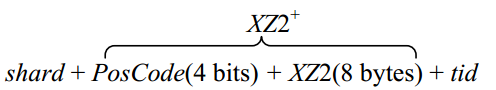 XZ2⁺
shard + PosCode(4 bits) + XZ2(8 bytes) + tid